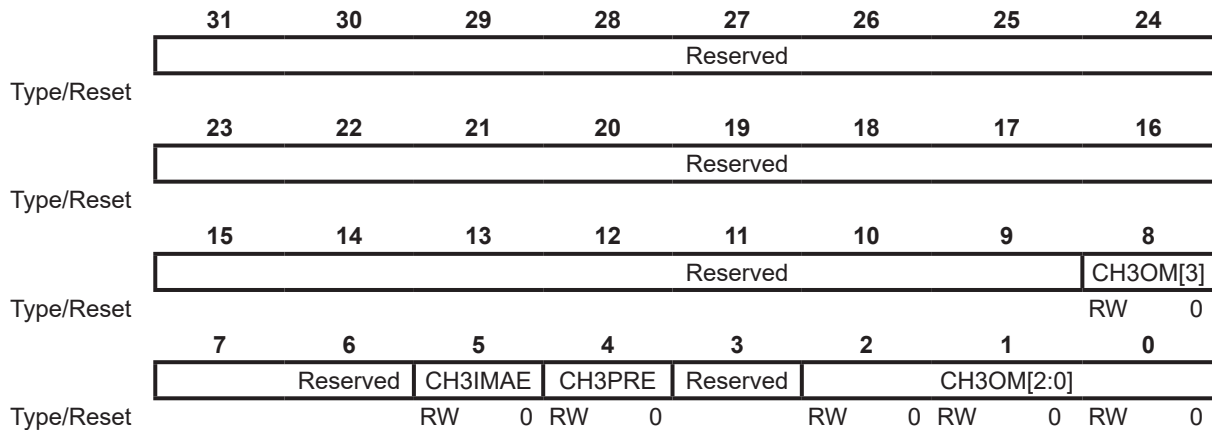 31 30 29 28 27 26 25 24
Reserved
Type/Reset
23 22 21 20 19 18 17 16
Reserved
Type/Reset
15 14 13 12 11 10 9 8
Reserved CH3OM[3]
Type/Reset RW 0
7 6 5 4 3 2 1 0
Reserved CH3IMAE CH3PRE Reserved CH3OM[2:0]
Type/Reset RW 0 RW 0 RW 0 RW 0 RW 0